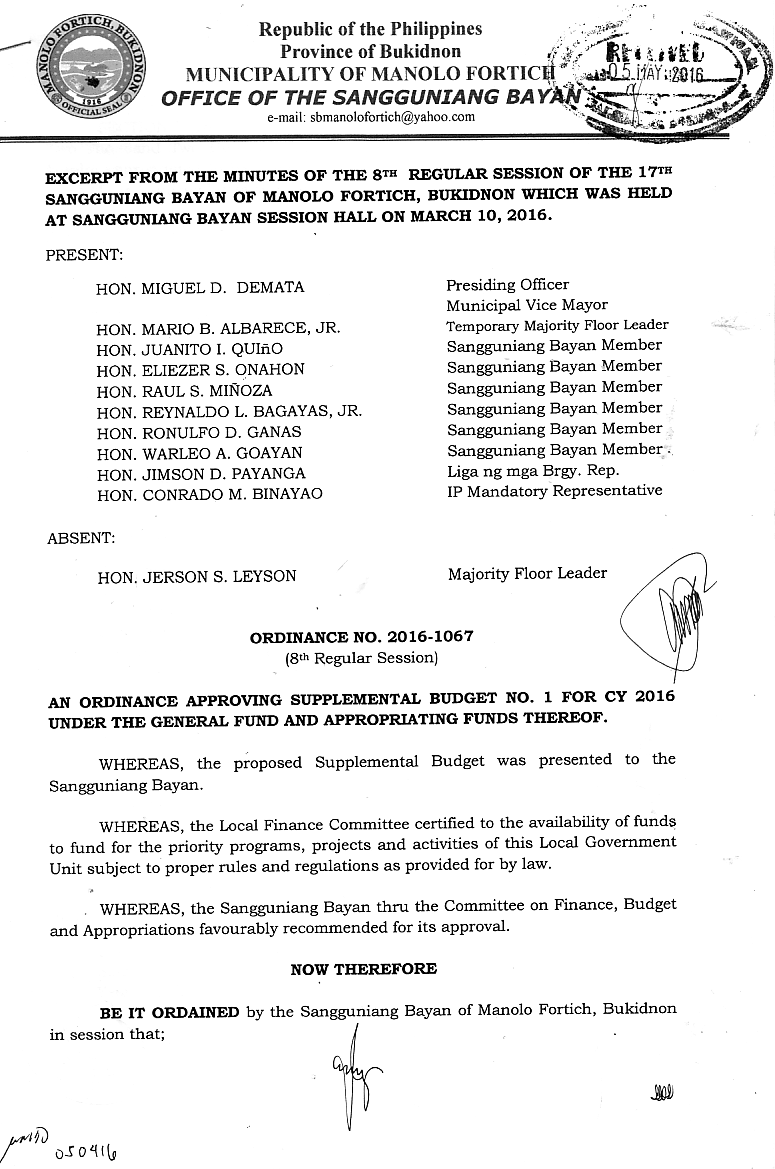 MANOLO FORTICH, BUKIDNON
1916
OFFICIAL SEAL
Republic of the Philippines
Province of Bukidnon
MUNICIPALITY OF MANOLO FORTICH
OFFICE OF THE SANGGUNIANG BAYAN
e-mail: sbmanolofortich@yahoo.com
RECEIVED
05 MAY 2016
EXCERPT FROM THE MINUTES OF THE 8TH REGULAR SESSION OF THE 17TH
SANGGUNIANG BAYAN OF MANOLO FORTICH, BUKIDNON WHICH WAS HELD
AT SANGGUNIANG BAYAN SESSION HALL ON MARCH 10, 2016.
PRESENT:
HON. MIGUEL D. DEMATA Presiding Officer
Municipal Vice Mayor
HON. MARIO B. ALBARECE, JR. Temporary Majority Floor Leader
HON. JUANITO I. QUIñO Sangguniang Bayan Member
HON. ELIEZER S. ONAHON Sangguniang Bayan Member
HON. RAUL S. MIÑOZA Sangguniang Bayan Member
HON. REYNALDO L. BAGAYAS, JR. Sangguniang Bayan Member
HON. RONULFO D. GANAS Sangguniang Bayan Member
HON. WARLEO A. GOAYAN Sangguniang Bayan Member
HON. JIMSON D. PAYANGA Liga ng mga Brgy. Rep.
HON. CONRADO M. BINAYAO IP Mandatory Representative
ABSENT:
HON. JERSON S. LEYSON Majority Floor Leader
ORDINANCE NO. 2016-1067
(8th Regular Session)
AN ORDINANCE APPROVING SUPPLEMENTAL BUDGET NO. 1 FOR CY 2016
UNDER THE GENERAL FUND AND APPROPRIATING FUNDS THEREOF.
WHEREAS, the proposed Supplemental Budget was presented to the
Sangguniang Bayan.
WHEREAS, the Local Finance Committee certified to the availability of funds
to fund for the priority programs, projects and activities of this Local Government
Unit subject to proper rules and regulations as provided for by law.
WHEREAS, the Sangguniang Bayan thru the Committee on Finance, Budget
and Appropriations favourably recommended for its approval.
NOW THEREFORE
BE IT ORDAINED by the Sangguniang Bayan of Manolo Fortich, Bukidnon
in session that;
050416